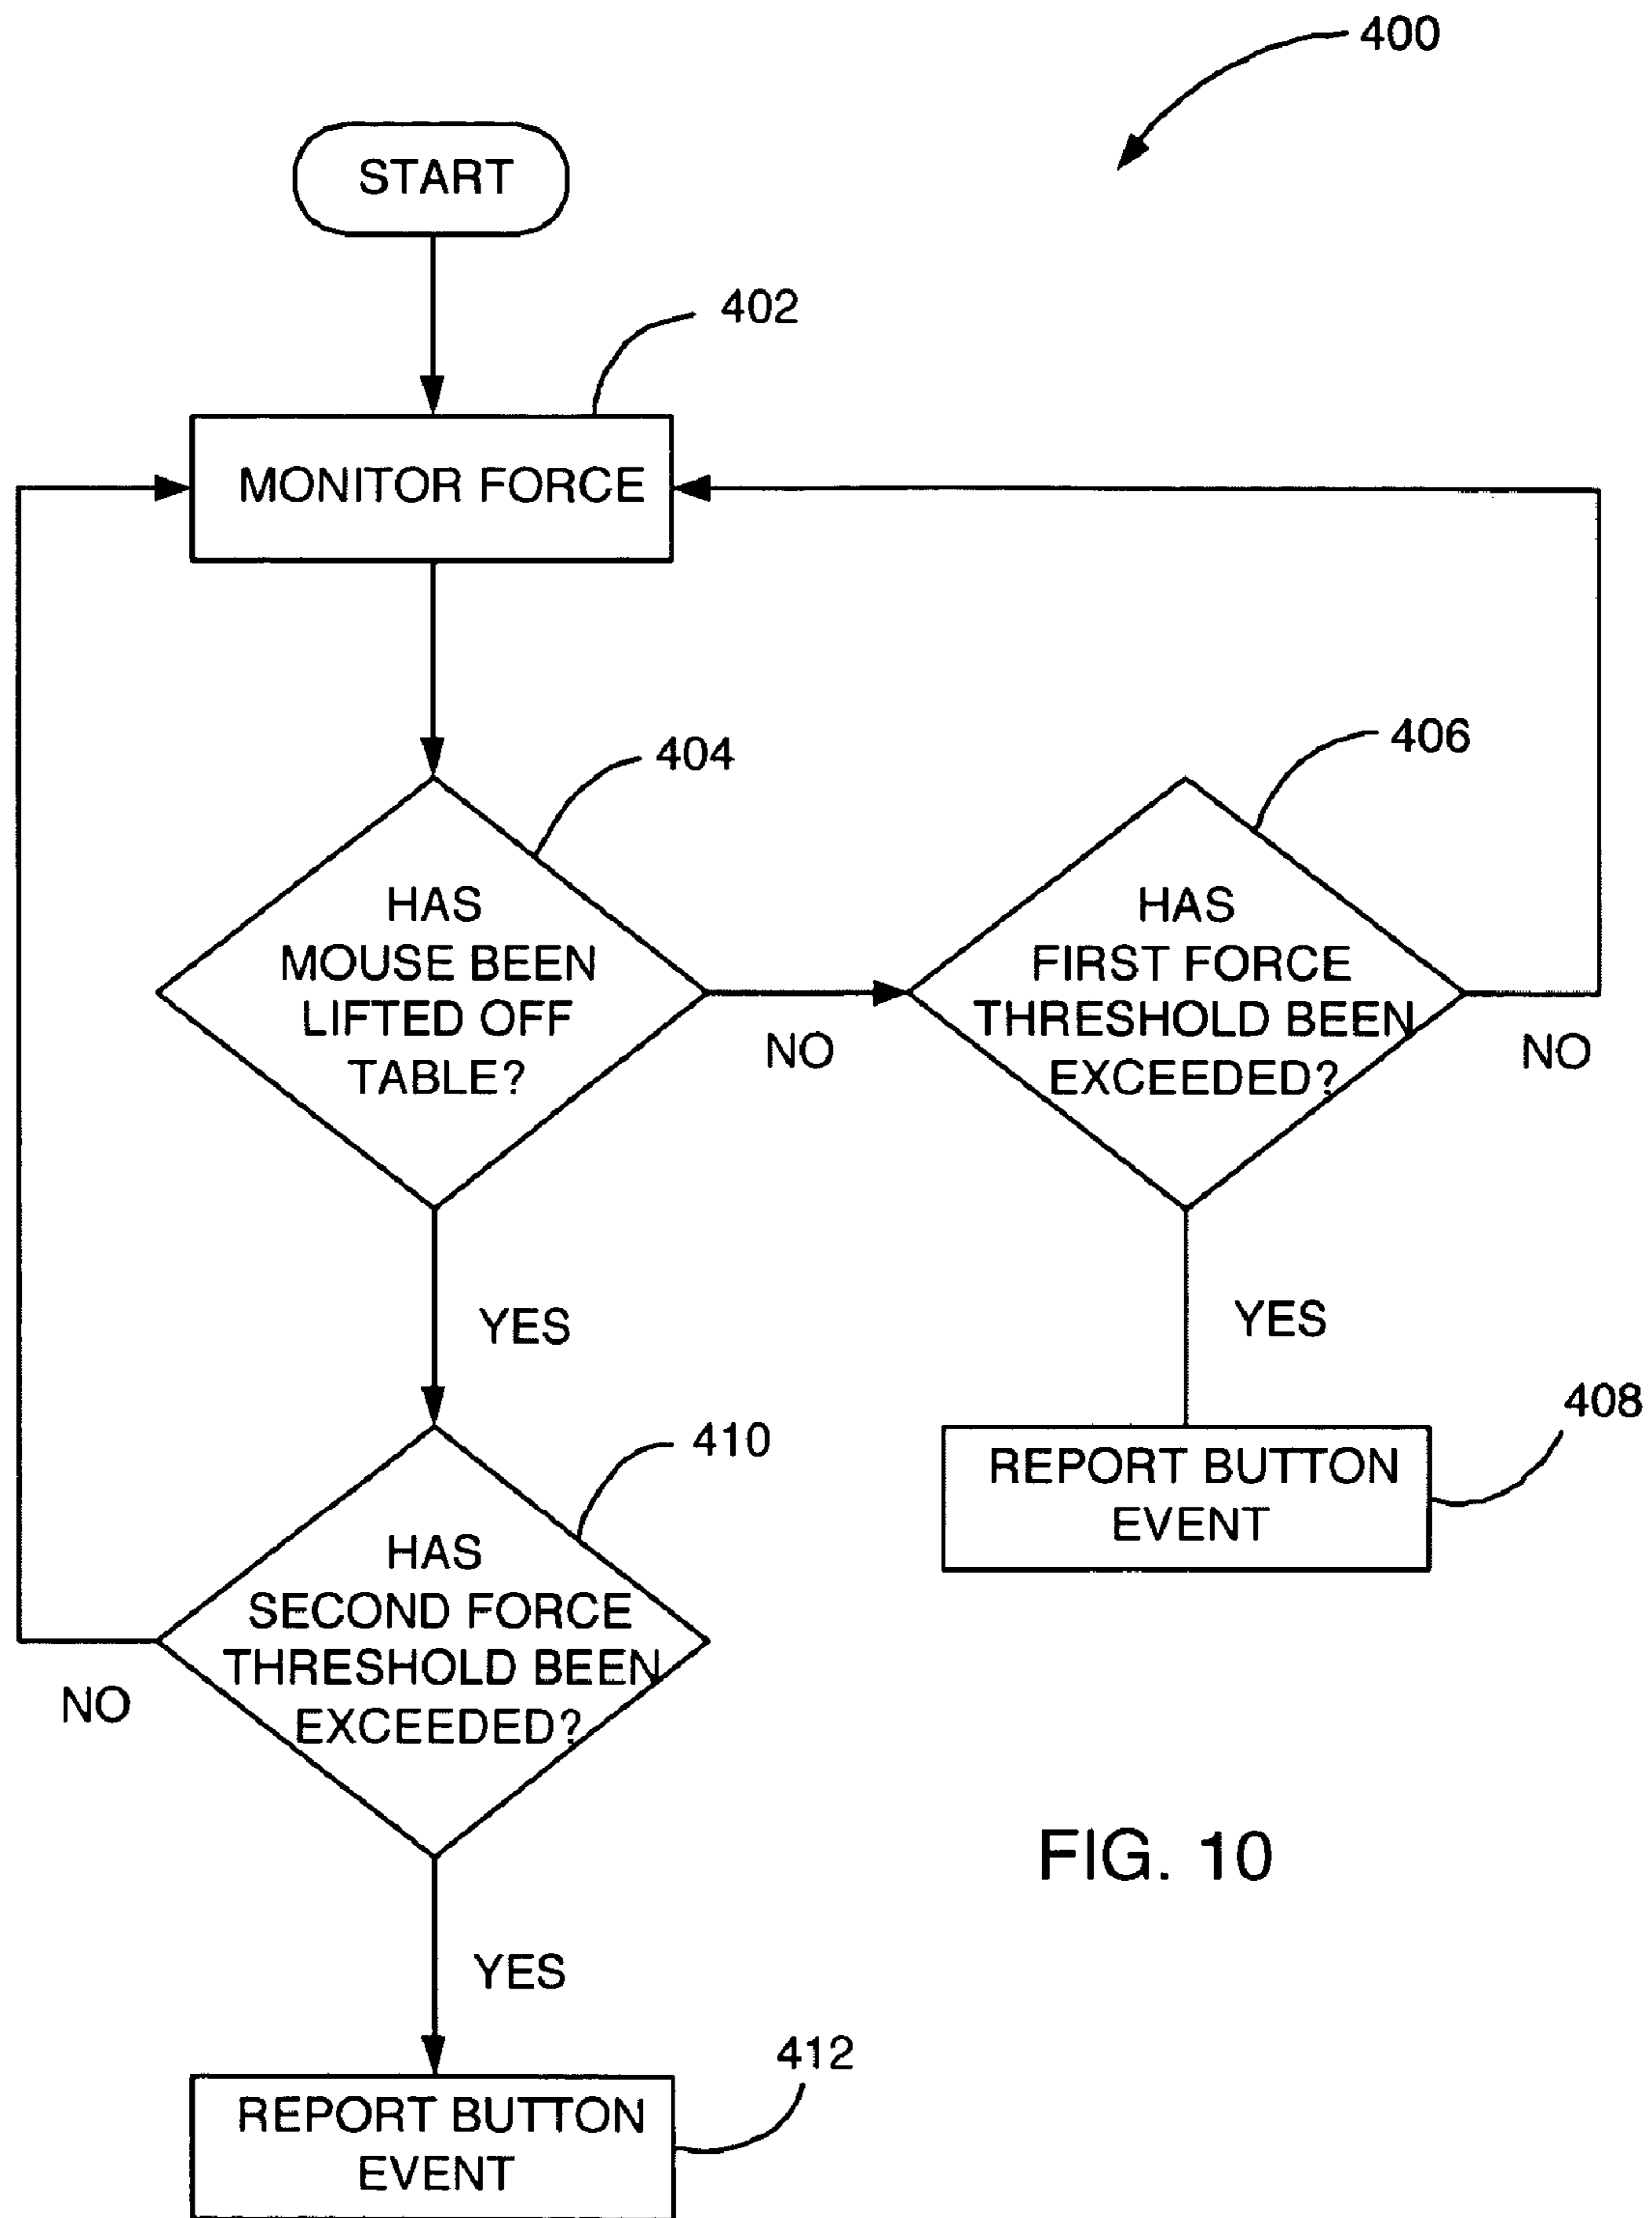 400
START
402
MONITOR FORCE
404
406
HAS
MOUSE BEEN
LIFTED OFF
TABLE?
HAS
FIRST FORCE
THRESHOLD BEEN
EXCEEDED?
NO
NO
YES
YES
408
410
REPORT BUTTON
EVENT
HAS
SECOND FORCE
THRESHOLD BEEN
EXCEEDED?
NO
FIG. 10
YES
412
REPORT BUTTON
EVENT